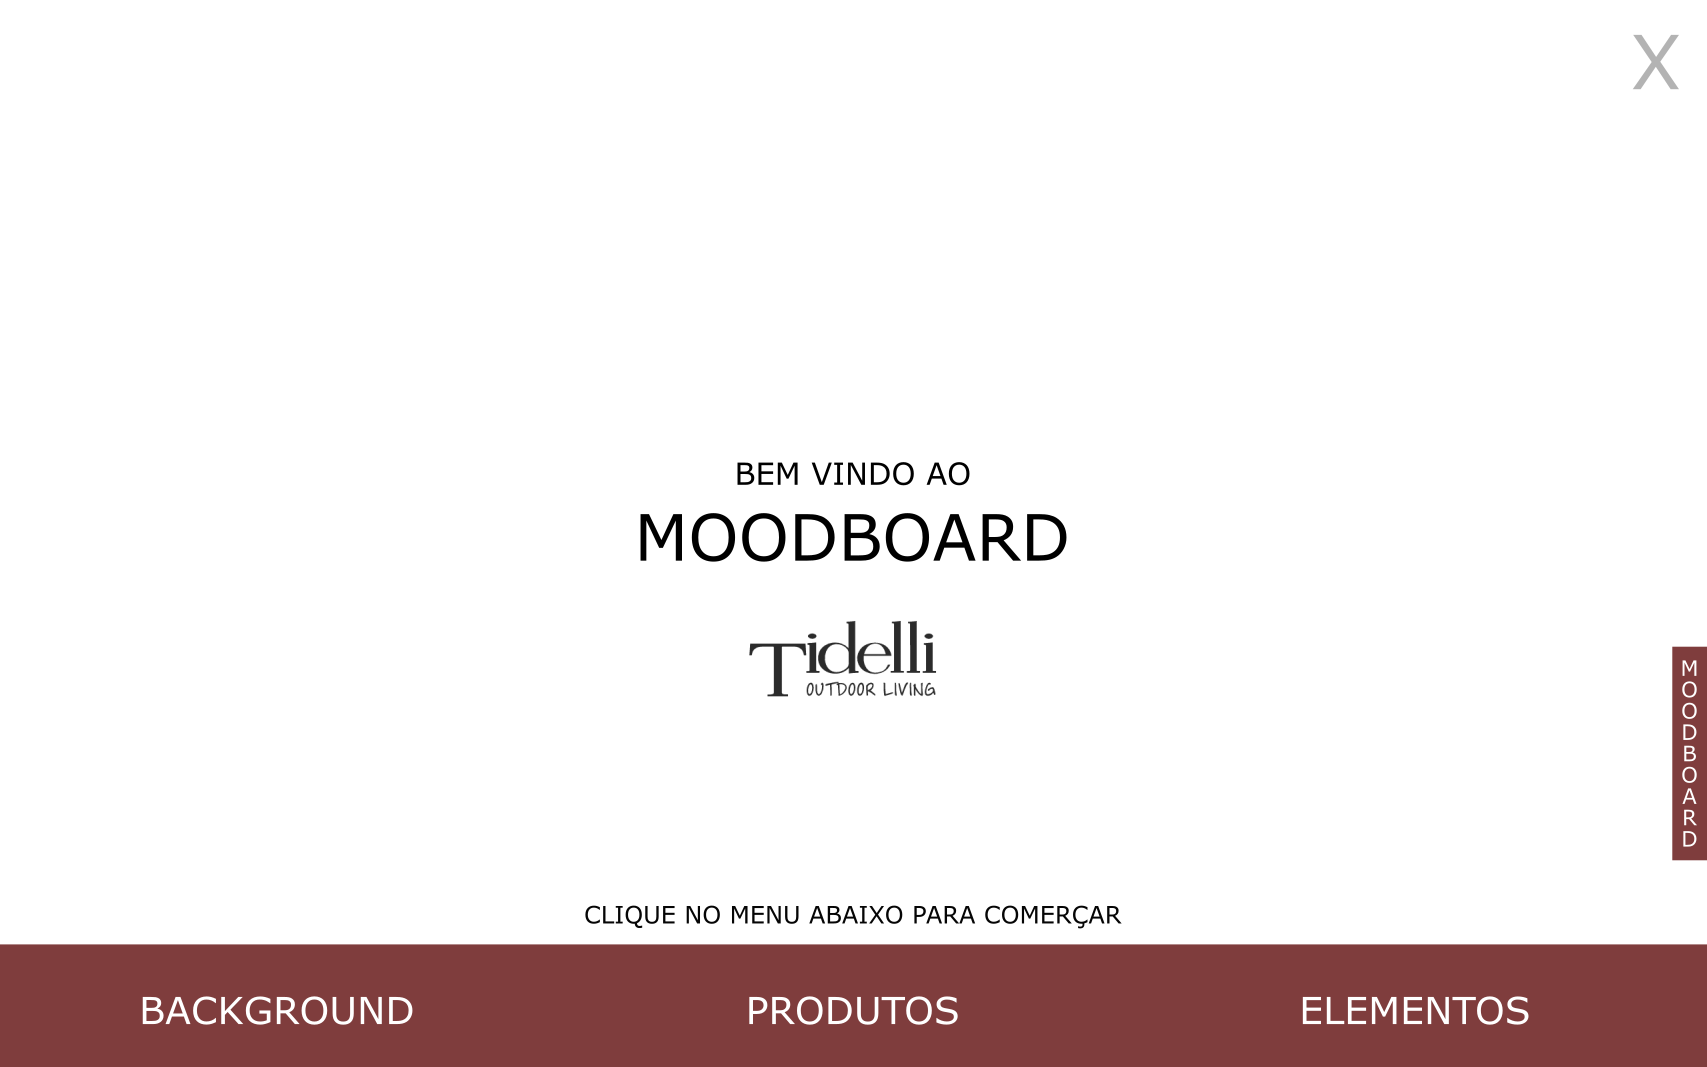 X
BEM VINDO AO
MOODBOARD
Tidelli
OUTDOOR LIVING
MOODBOARD
CLIQUE NO MENU ABAIXO PARA COMERÇAR
BACKGROUND
PRODUTOS
ELEMENTOS